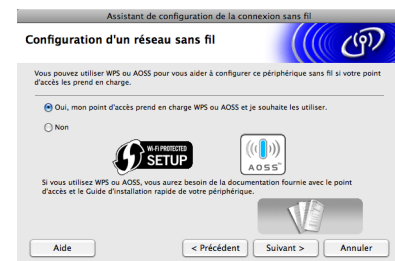 Assistant de configuration de la connexion sans fil
Configuration d'un réseau sans fil
Vous pouvez utiliser WPS ou AOSS pour vous aider à configurer ce périphérique sans fil si votre point
d'accès les prend en charge.
Oui, mon point d'accès prend en charge WPS ou AOSS et je souhaite les utiliser.
Non
Wi-Fi PROTECTED
SETUP
AOSS™
Si vous utilisez WPS ou AOSS, vous aurez besoin de la documentation fournie avec le point
d'accès et le Guide d'installation rapide de votre périphérique.
Aide
< Précédent
Suivant >
Annuler